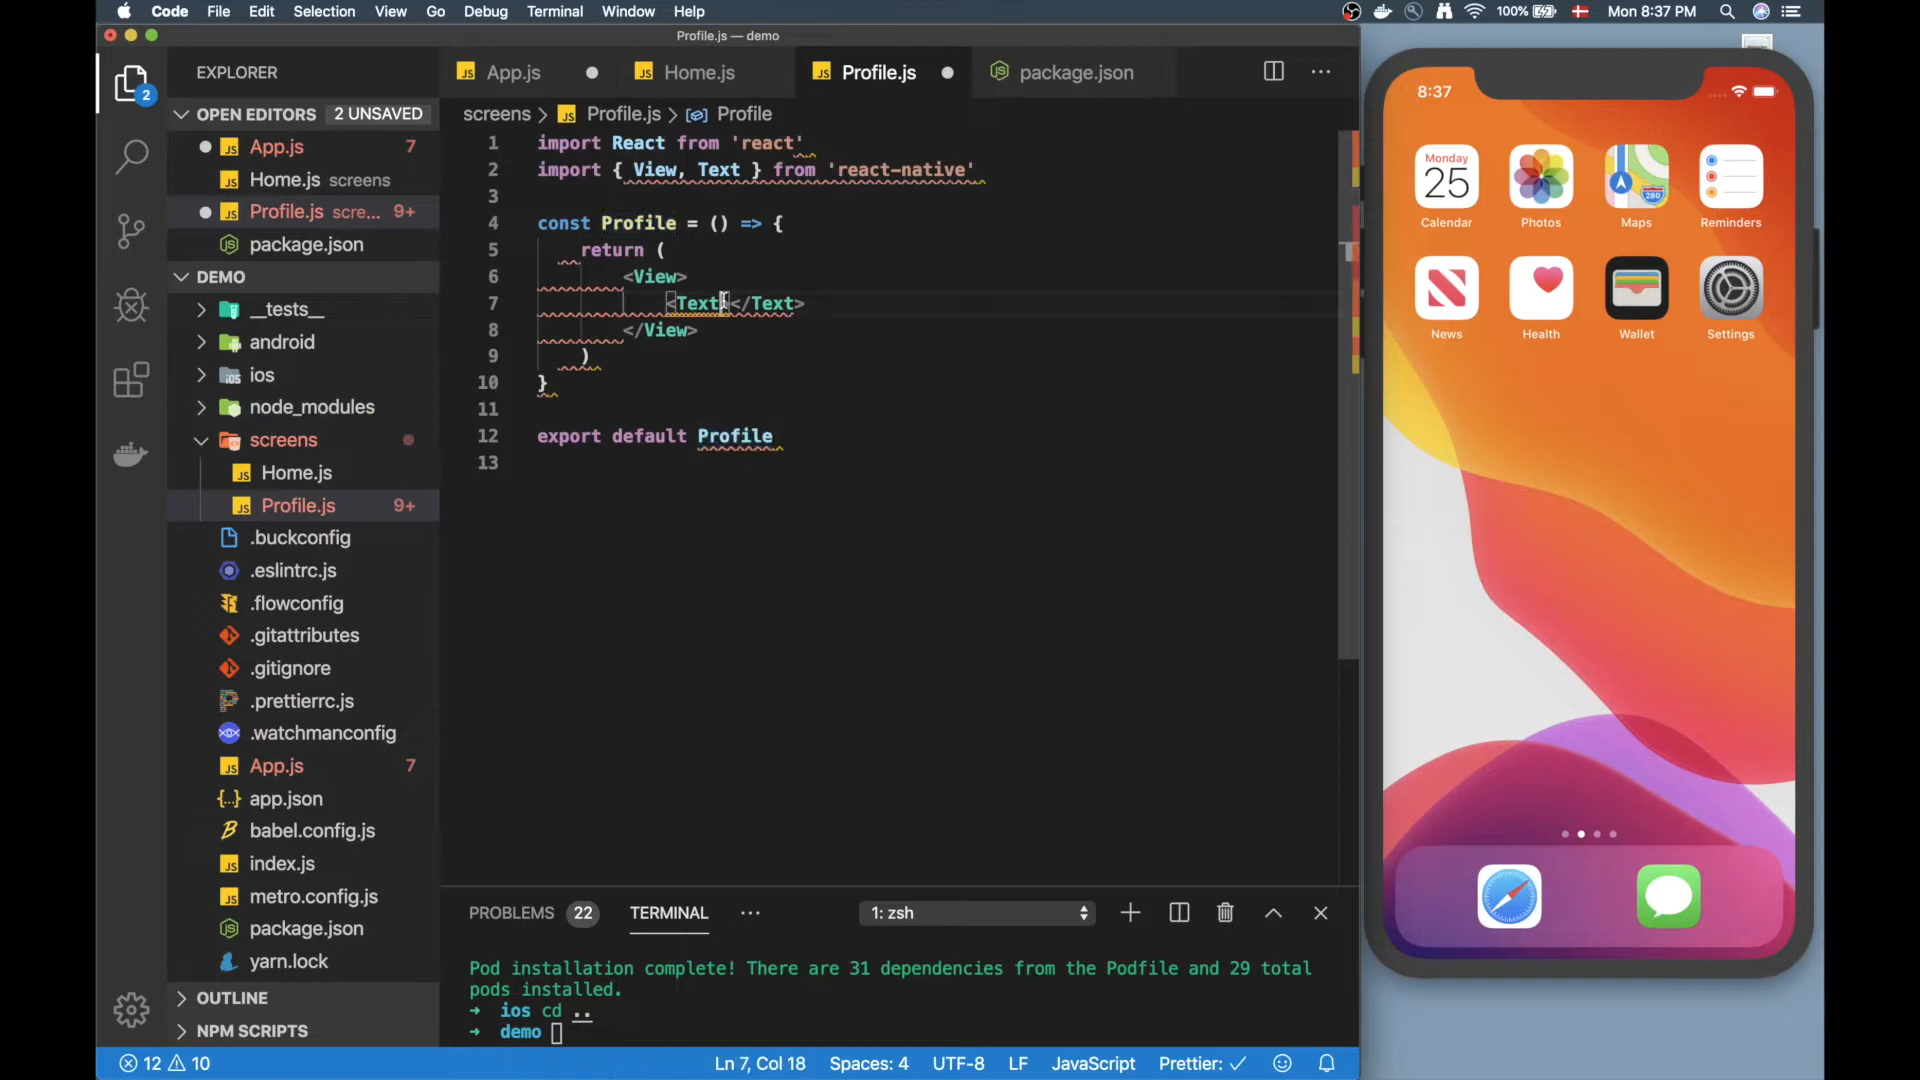 Code File Edit Selection View Go Debug Terminal Window Help 100% Mon 8:37 PM
Profile.js — demo
EXPLORER
OPEN EDITORS 2 UNSAVED
App.js 7
Home.js screens
Profile.js scre... 9+
package.json
DEMO
__tests__
android
ios
node_modules
screens
Home.js
Profile.js 9+
.buckconfig
.eslintrc.js
.flowconfig
.gitattributes
.gitignore
.prettierrc.js
.watchmanconfig
App.js 7
app.json
babel.config.js
index.js
metro.config.js
package.json
yarn.lock
OUTLINE
NPM SCRIPTS
2
JS App.js JS Home.js JS Profile.js package.json
screens > JS Profile.js > Profile
1 import React from 'react'
2 import { View, Text } from 'react-native'
3
4 const Profile = () => {
5 return (
6 <View>
7 <Text></Text>
8 </View>
9 )
10 }
11
12 export default Profile
13
PROBLEMS 22 TERMINAL ··· 1: zsh
Pod installation complete! There are 31 dependencies from the Podfile and 29 total
pods installed.
→ ios cd ..
→ demo
12 10 Ln 7, Col 18 Spaces: 4 UTF-8 LF JavaScript Prettier: ✓
8:37
Monday
25
280
Calendar Photos Maps Reminders
News Health Wallet Settings